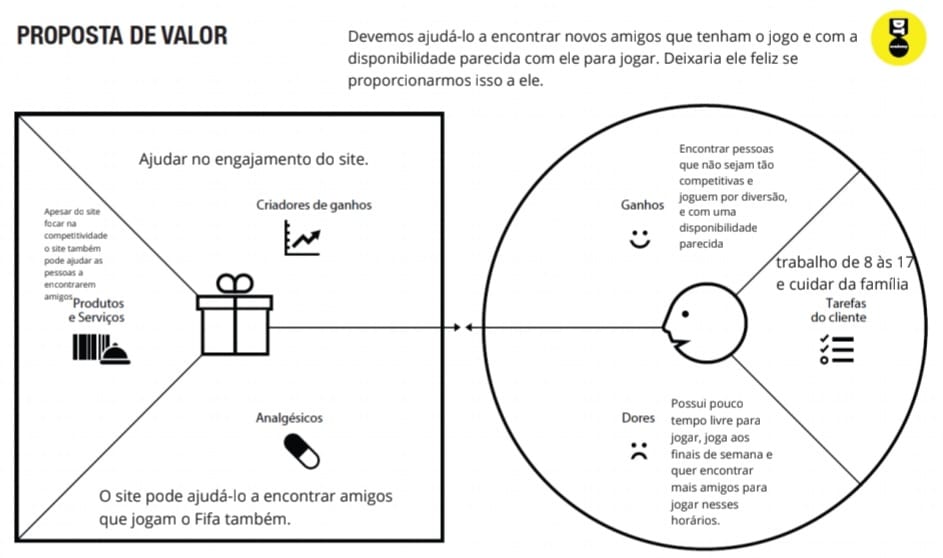 PROPOSTA DE VALOR
Devemos ajudá-lo a encontrar novos amigos que tenham o jogo e com a
disponibilidade parecida com ele para jogar. Deixaria ele feliz se
proporcionarmos isso a ele.
Ajudar no engajamento do site.
Criadores de ganhos
Apesar do site
focar na
competitividade
o site também
pode ajudar as
pessoas a
encontrarem
amigos.
Produtos
e Serviços
Analgésicos
O site pode ajudá-lo a encontrar amigos
que jogam o Fifa também.
Ganhos
Encontrar pessoas
que não sejam tão
competitivas e
joguem por diversão,
e com uma
disponibilidade
parecida
trabalho de 8 às 17
e cuidar da família
Tarefas
do cliente
Dores
Possui pouco
tempo livre para
jogar, joga aos
finais de semana e
quer encontrar
mais amigos para
jogar nesses
horários.